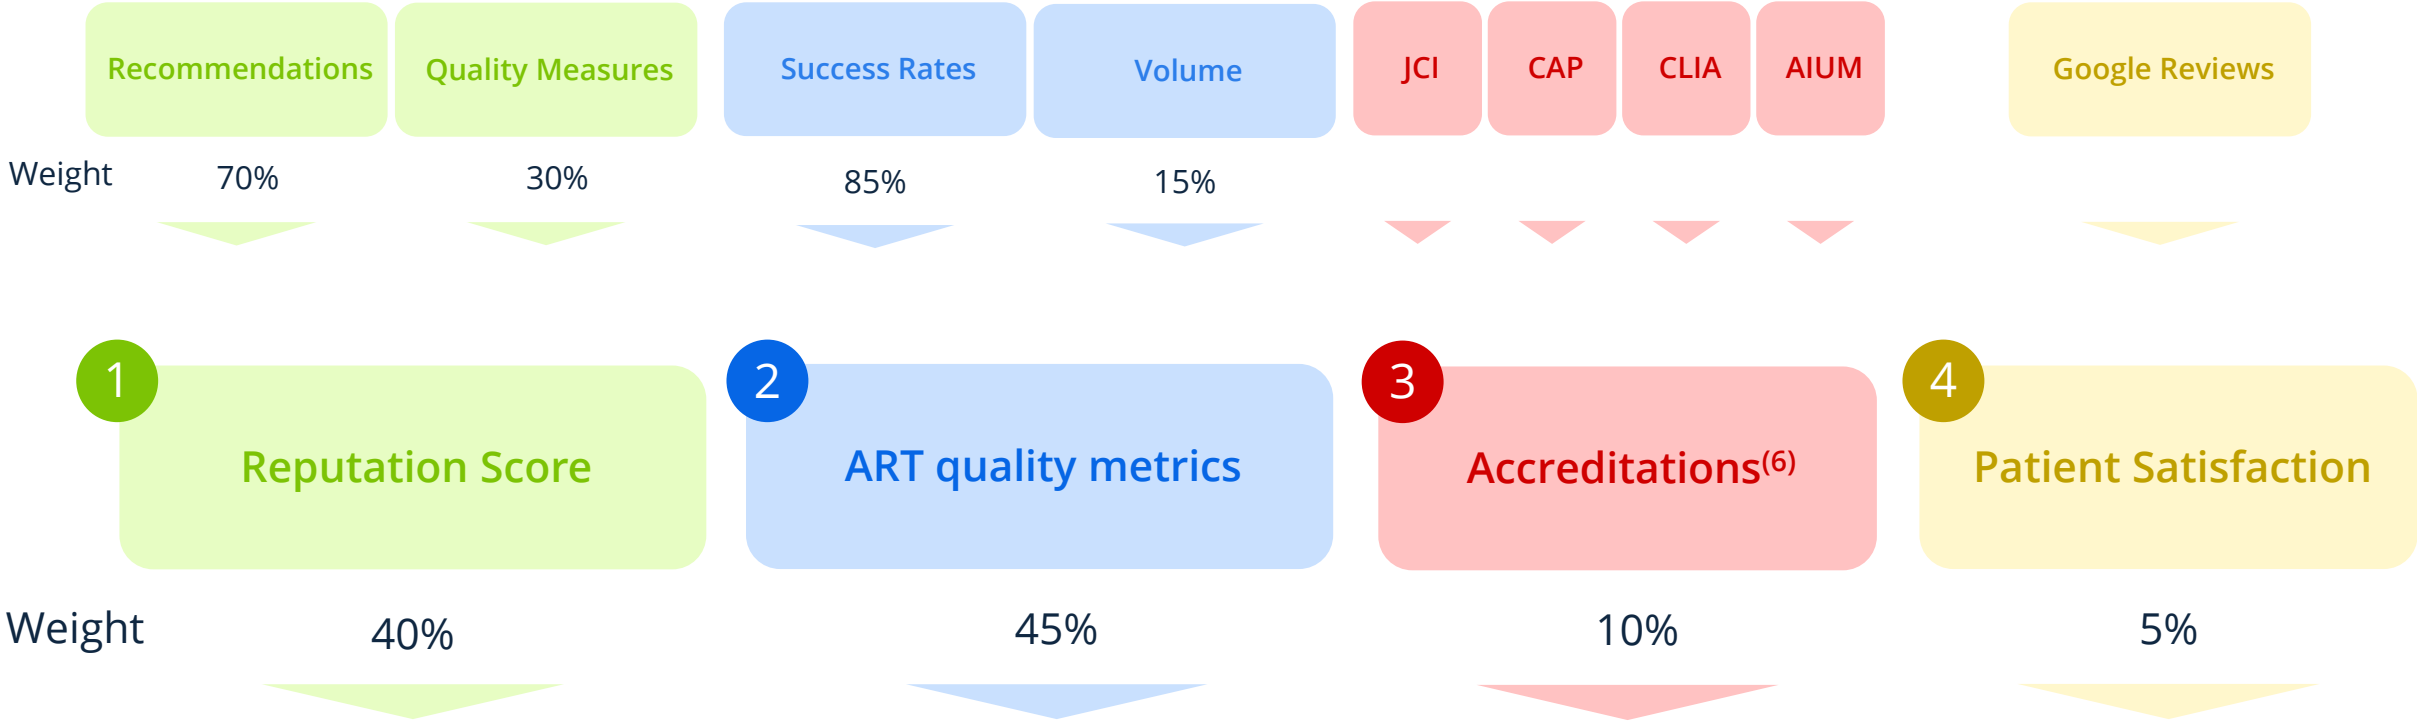 Recommendations
Quality Measures
Success Rates
Volume
JCI
CAP
CLIA
AIUM
Google Reviews
Weight
70%
30%
85%
15%
1
2
3
4
Reputation Score
ART quality metrics
Accreditations(6)
Patient Satisfaction
Weight
40%
45%
10%
5%